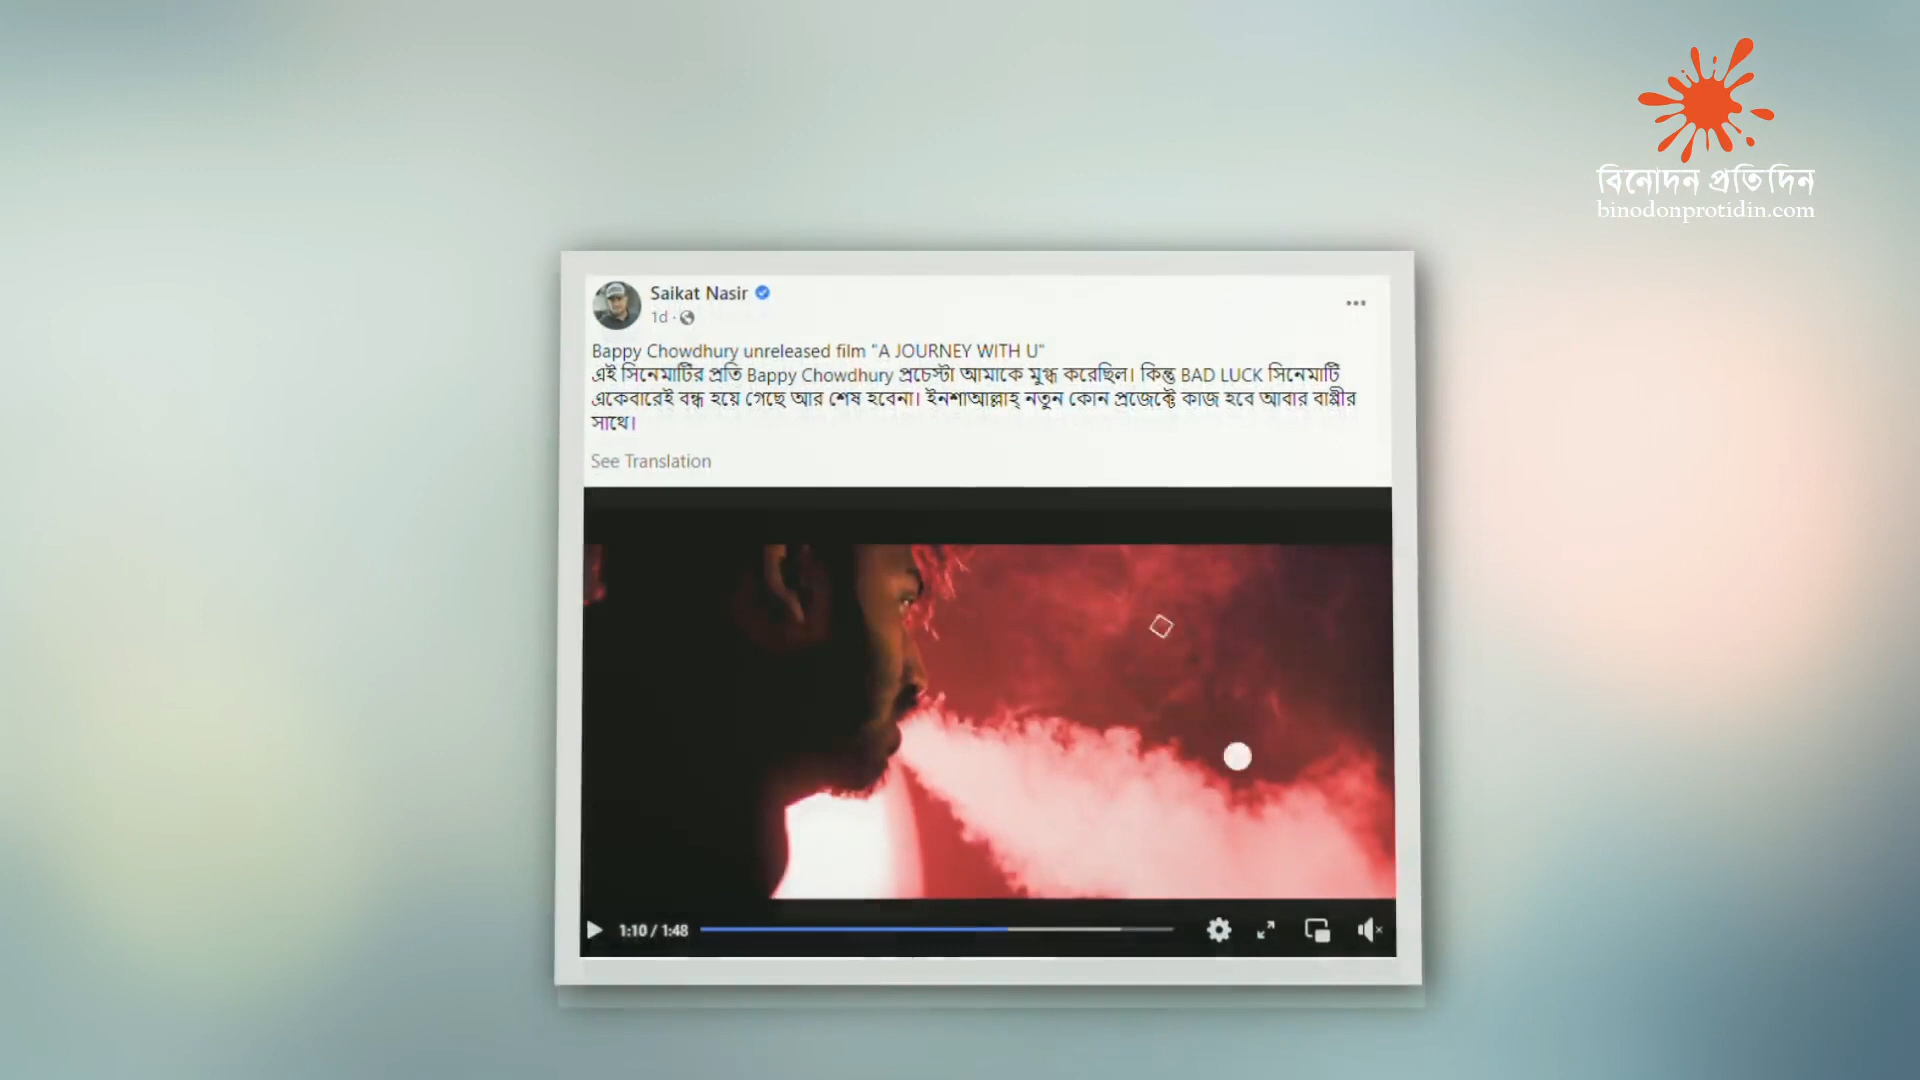 বিনোদন প্রতিদিন
binodonprotidin.com
Saikat Nasir
1d ·
Bappy Chowdhury unreleased film "A JOURNEY WITH U"
এই সিনেমাটির প্রতি Bappy Chowdhury প্রচেস্টা আমাকে মুগ্ধ করেছিল। কিন্তু BAD LUCK সিনেমাটি
একেবারেই বন্ধ হয়ে গেছে আর শেষ হবেনা। ইনশাআল্লাহ্ নতুন কোন প্রজেক্টে কাজ হবে আবার বাপ্পীর
সাথে।
See Translation
1:10 / 1:48